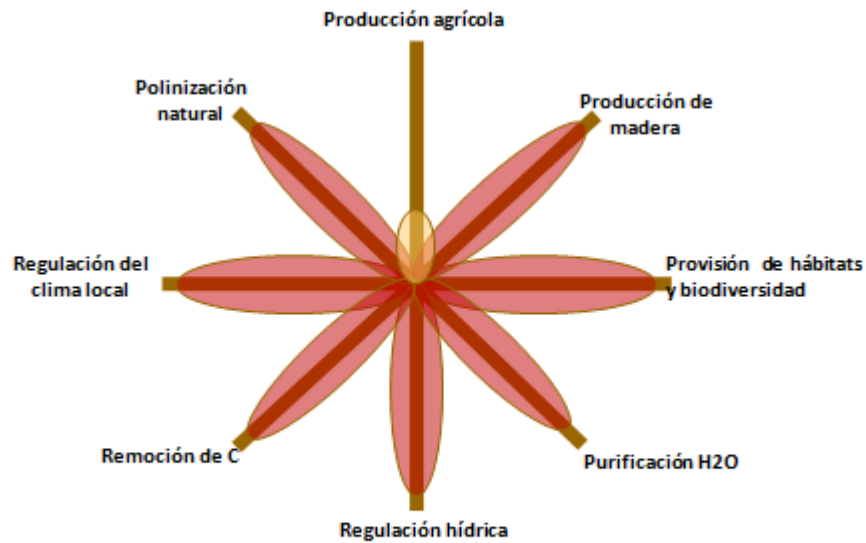 Producción agrícola
Polinización
natural
Producción de
madera
Regulación del
clima local
Provisión de hábitats
y biodiversidad
Remoción de C
Purificación H2O
Regulación hídrica